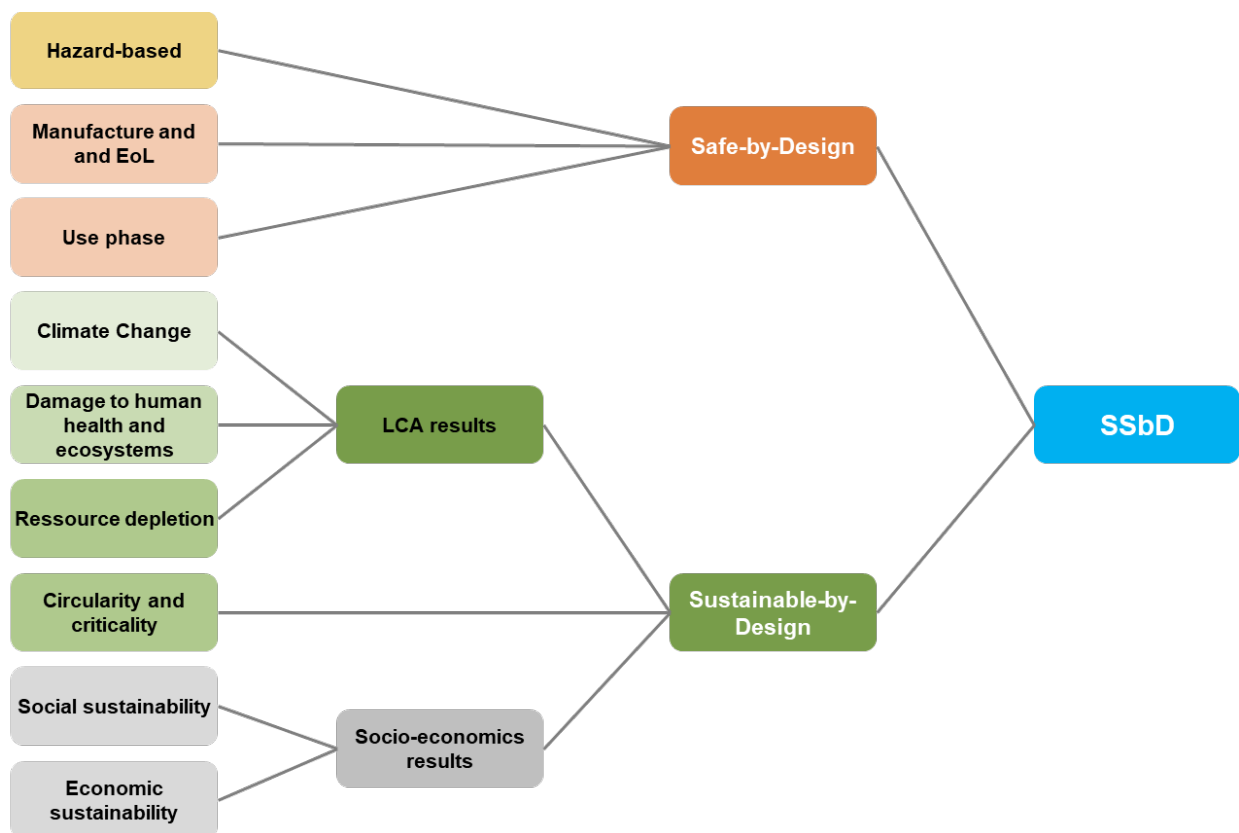 Hazard-based
Manufacture and
and EoL
Safe-by-Design
Use phase
Climate Change
Damage to human
health and
ecosystems
LCA results
SSbD
Ressource depletion
Circularity and
criticality
Sustainable-by-
Design
Social sustainability
Socio-economics
results
Economic
sustainability